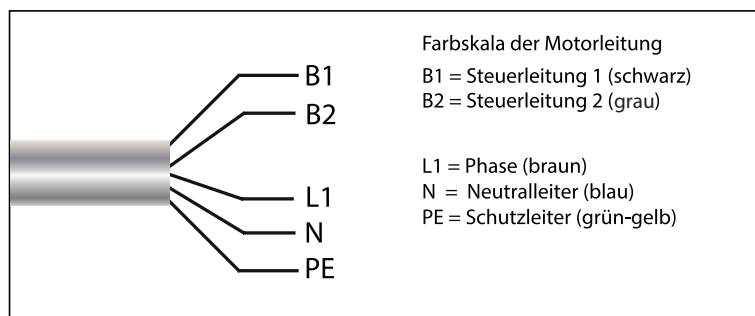 B1
B2
L1
N
PE
Farbskala der Motorleitung
B1 = Steuerleitung 1 (schwarz)
B2 = Steuerleitung 2 (grau)
L1 = Phase (braun)
N = Neutralleiter (blau)
PE = Schutzleiter (grün-gelb)